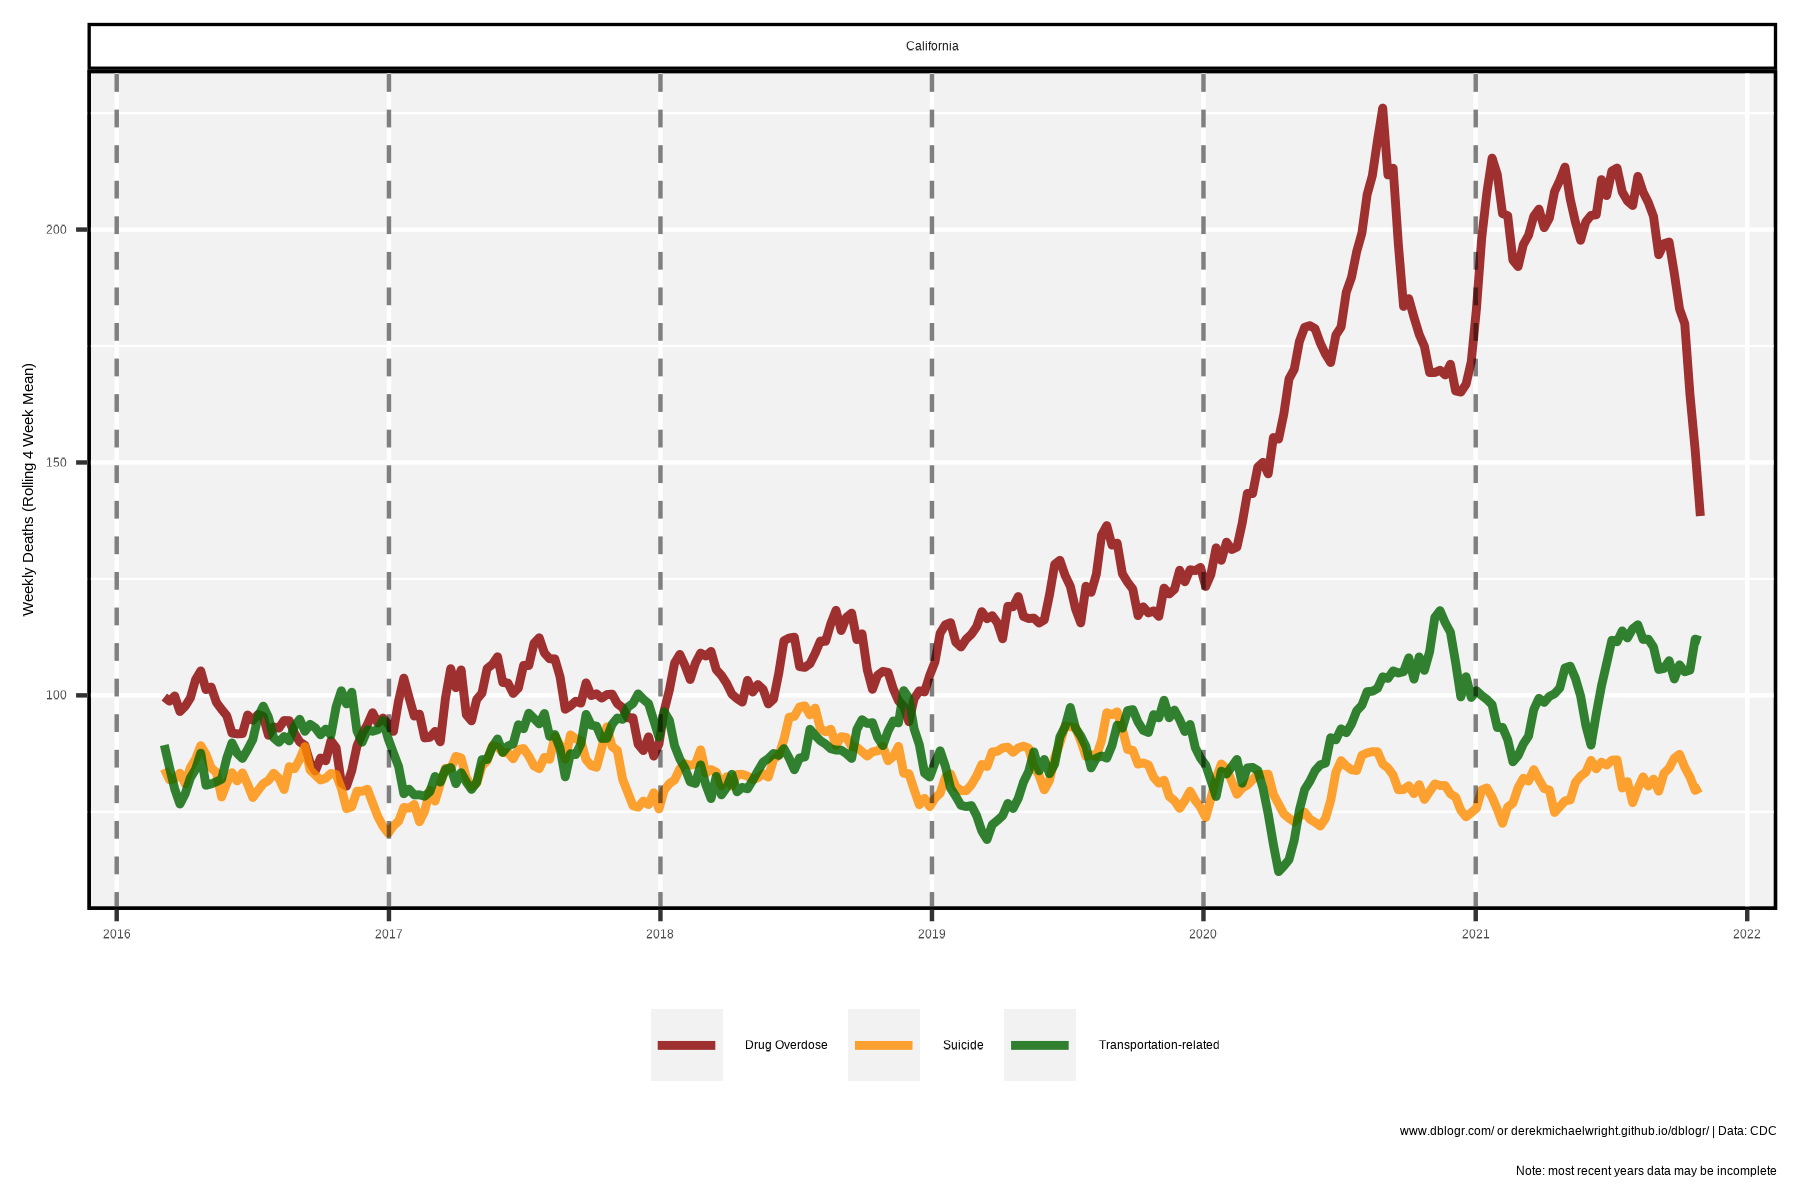 California
Weekly Deaths (Rolling 4 Week Mean)
200
150
100
2016
2017
2018
2019
2020
2021
2022
Drug Overdose
Suicide
Transportation-related
www.dblogr.com/ or derekmichaelwright.github.io/dblogr/ | Data: CDC
Note: most recent years data may be incomplete